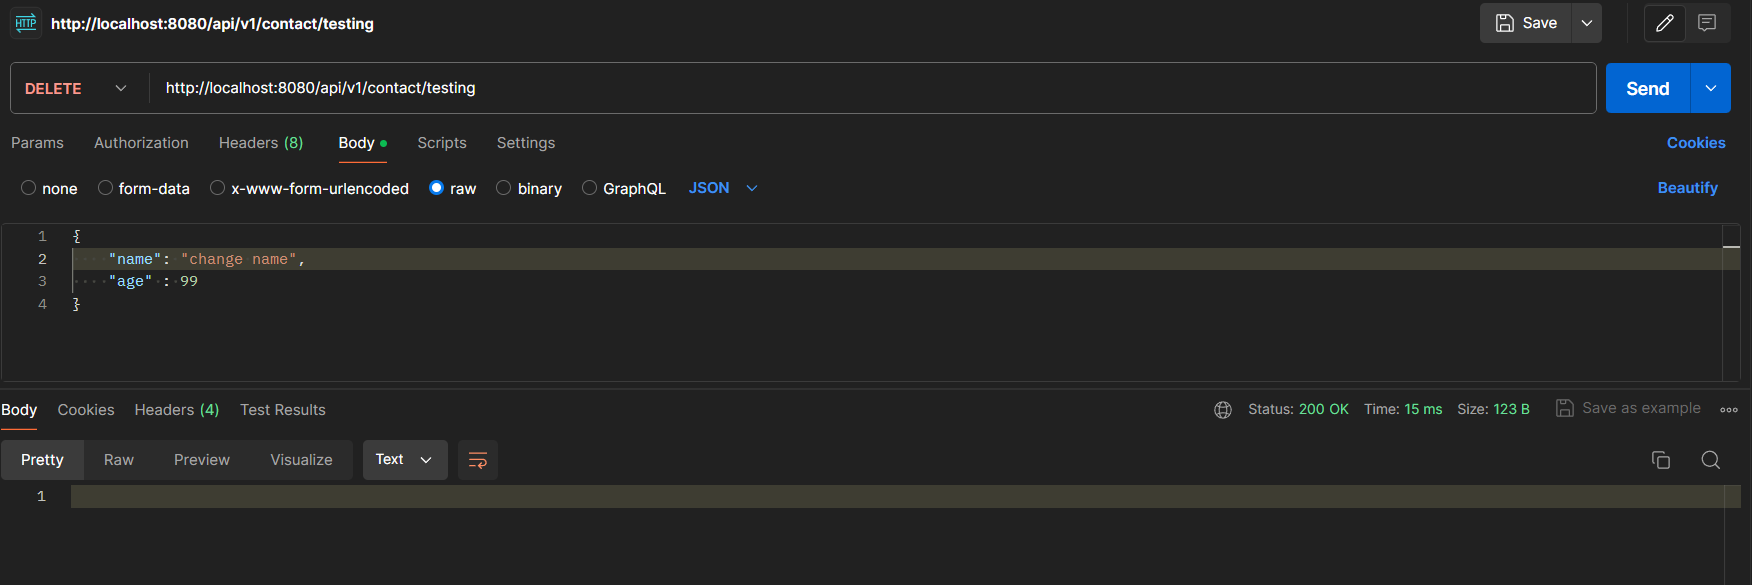 HTTP http://localhost:8080/api/v1/contact/testing Save
DELETE http://localhost:8080/api/v1/contact/testing Send
Params Authorization Headers (8) Body Scripts Settings Cookies
none form-data x-www-form-urlencoded raw binary GraphQL JSON Beautify
1 {
2 "name": "change name",
3 "age" : 99
4 }
Body Cookies Headers (4) Test Results Status: 200 OK Time: 15 ms Size: 123 B Save as example
Pretty Raw Preview Visualize Text
1